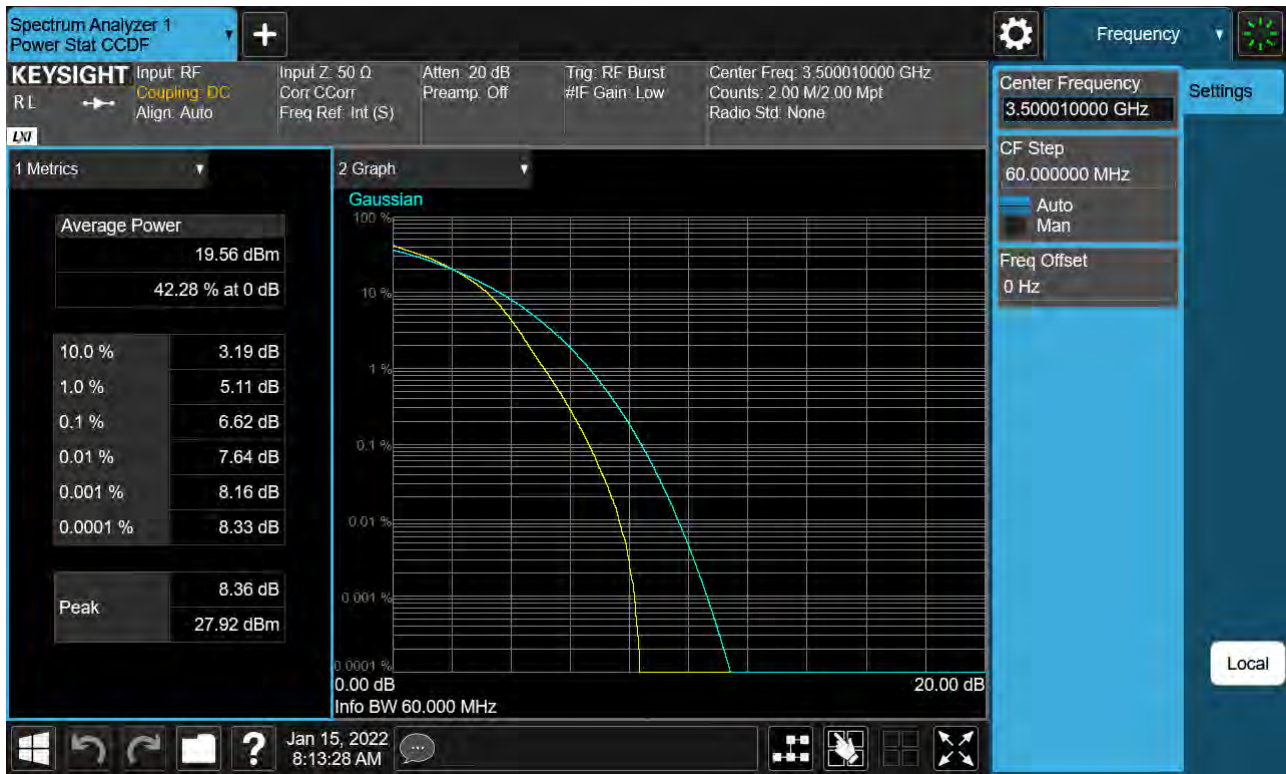 Spectrum Analyzer 1
Power Stat CCDF
Frequency
KEYSIGHT
RL
LXI
Input: RF
Coupling: DC
Align: Auto
Input Z: 50 Ω
Corr CCorr
Freq Ref: Int (S)
Atten: 20 dB
Preamp: Off
Trig: RF Burst
#IF Gain: Low
Center Freq: 3.500010000 GHz
Counts: 2.00 M/2.00 Mpt
Radio Std: None
Center Frequency
3.500010000 GHz
Settings
CF Step
60.000000 MHz
Auto
Man
Freq Offset
0 Hz
Local
1 Metrics
Average Power
19.56 dBm
42.28 % at 0 dB
10.0 % 3.19 dB
1.0 % 5.11 dB
0.1 % 6.62 dB
0.01 % 7.64 dB
0.001 % 8.16 dB
0.0001 % 8.33 dB
Peak
8.36 dB
27.92 dBm
2 Graph
Gaussian
100 %
10 %
1 %
0.1 %
0.01 %
0.001 %
0.0001 %
0.00 dB 20.00 dB
Info BW 60.000 MHz
?
Jan 15, 2022
8:13:28 AM